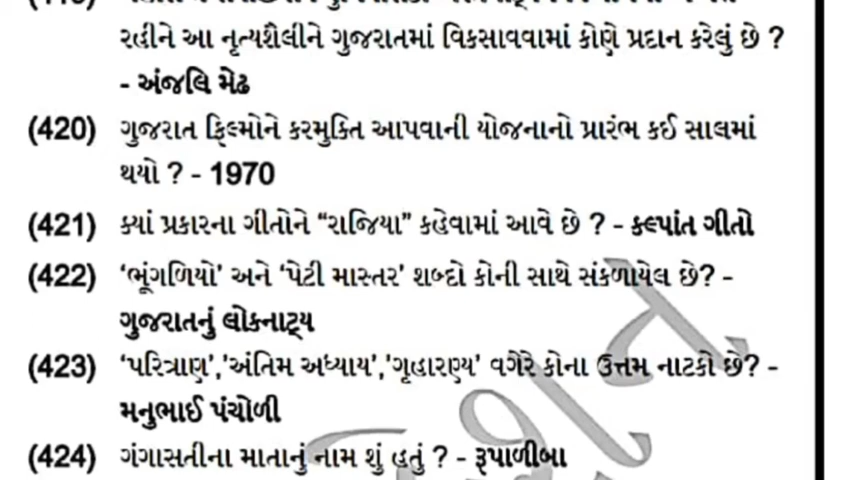 રહીને આ નૃત્યશૈલીને ગુજરાતમાં વિકસાવવામાં કોણે પ્રદાન કરેલું છે ?
- અંજલિ મેઢ
(420) ગુજરાત ફિલ્મોને કરમુક્તિ આપવાની યોજનાનો પ્રારંભ કઈ સાલમાં
થયો ? - 1970
(421) ક્યાં પ્રકારના ગીતોને “રાજિયા” કહેવામાં આવે છે ? - કલ્પાંત ગીતો
(422) ‘ભૂંગળિયો’ અને ‘પેટી માસ્તર’ શબ્દો કોની સાથે સંકળાયેલ છે? -
ગુજરાતનું લોકનાટ્ય
(423) ‘પરિત્રાણ’,‘અંતિમ અધ્યાય’,‘ગૃહારણ્ય’ વગેરે કોના ઉત્તમ નાટકો છે? -
મનુભાઈ પંચોળી
(424) ગંગાસતીના માતાનું નામ શું હતું ? - રૂપાળીબા